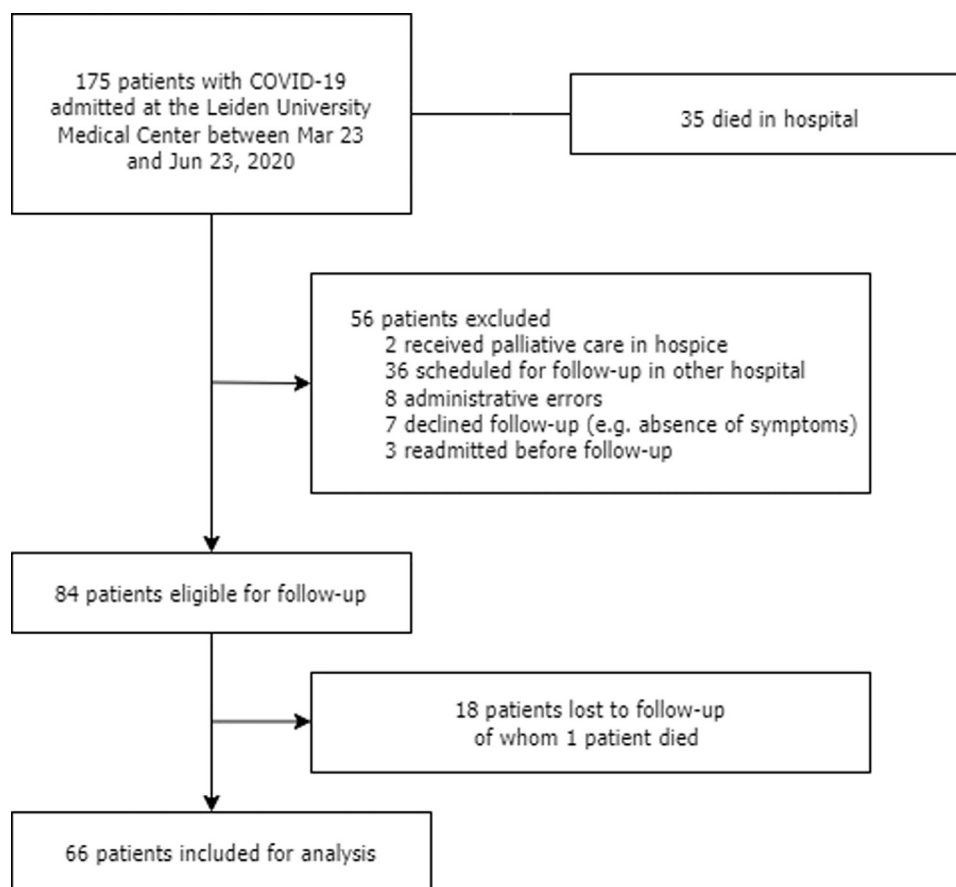 175 patients with COVID-19
admitted at the Leiden University
Medical Center between Mar 23
and Jun 23, 2020
35 died in hospital
56 patients excluded
2 received palliative care in hospice
36 scheduled for follow-up in other hospital
8 administrative errors
7 declined follow-up (e.g. absence of symptoms)
3 readmitted before follow-up
84 patients eligible for follow-up
18 patients lost to follow-up
of whom 1 patient died
66 patients included for analysis